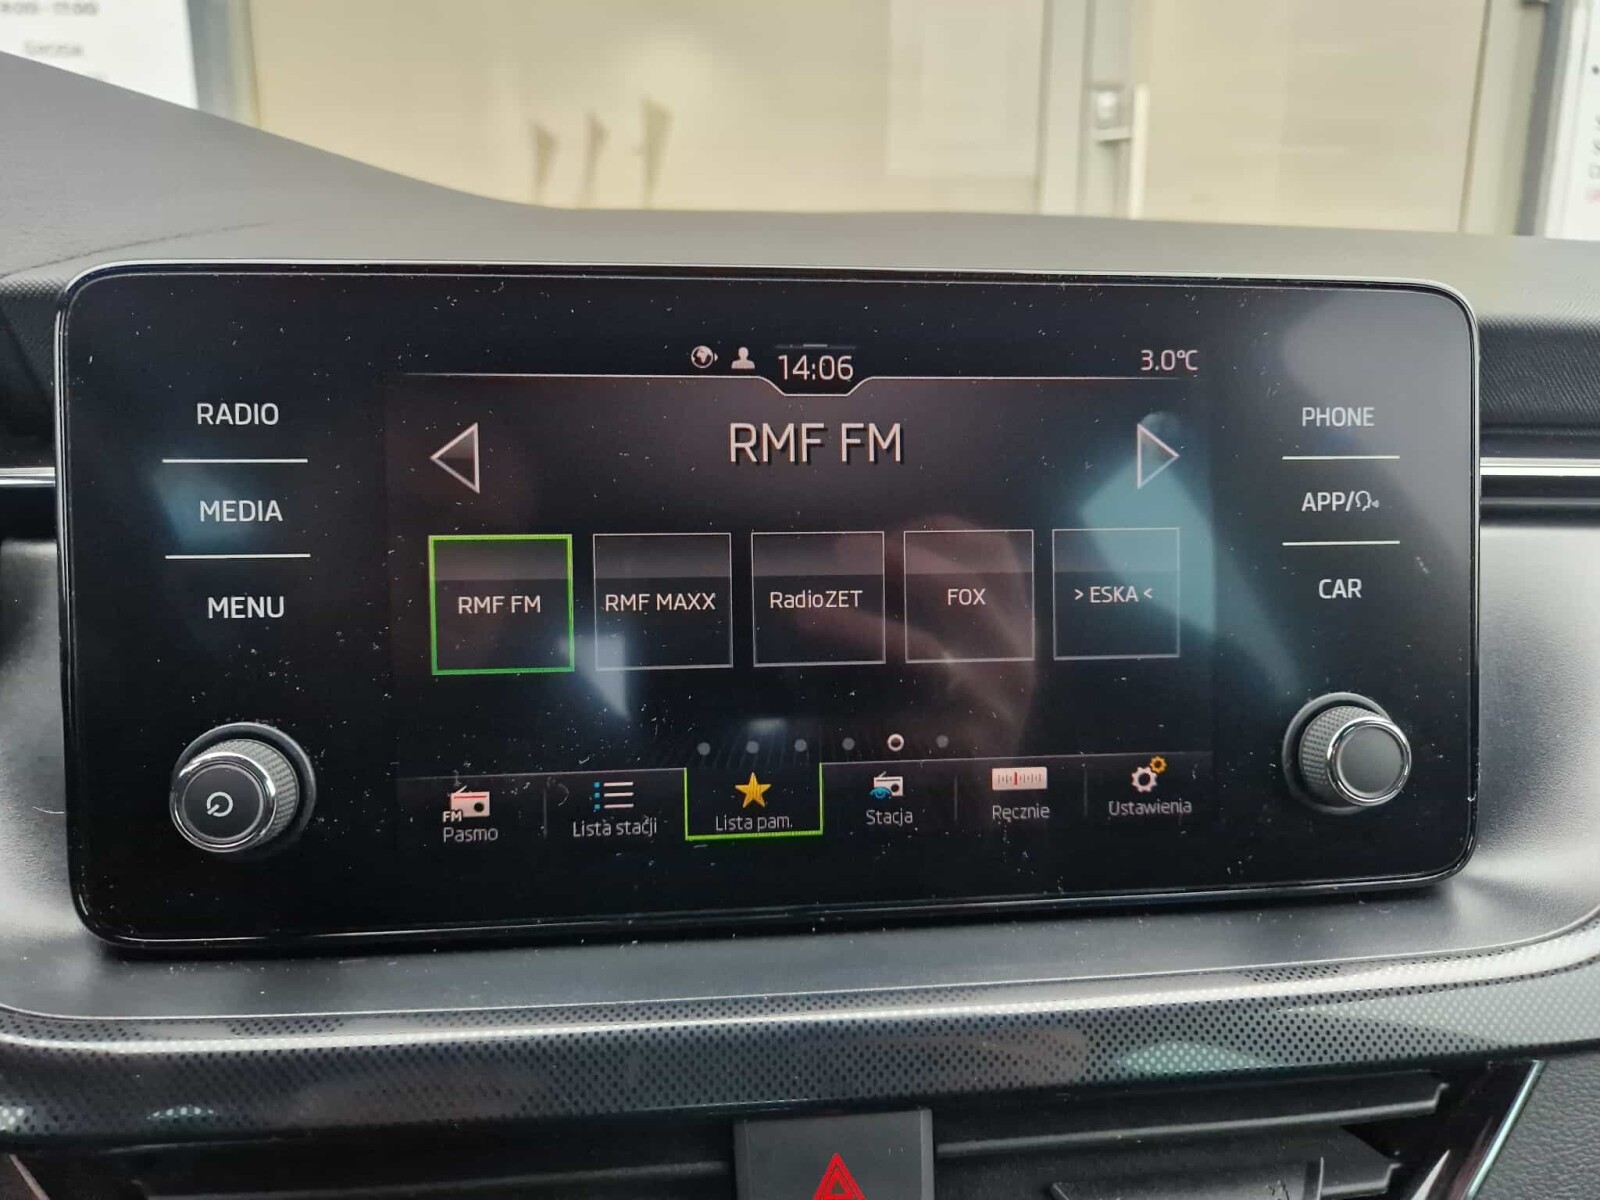 14:06
3.0°C
RADIO
MEDIA
MENU
RMF FM
RMF FM
RMF MAXX
RadioZET
FOX
> ESKA <
FM
Pasmo
Lista stacji
Lista pam.
Stacja
Ręcznie
Ustawienia
PHONE
APP/
CAR